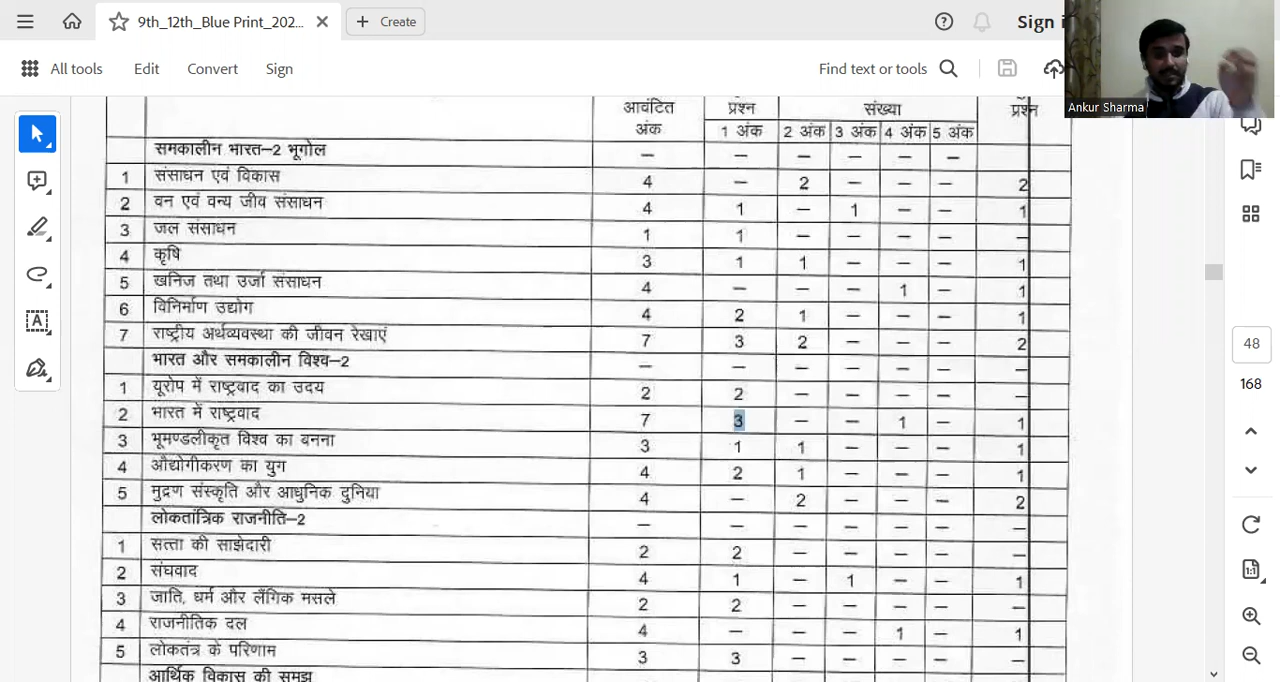 9th_12th_Blue Print_202... Create Sign i
All tools Edit Convert Sign Find text or tools
Ankur Sharma
आवंटित प्रश्न संख्या प्रश्न
अंक 1 अंक 2 अंक 3 अंक 4 अंक 5 अंक
समकालीन भारत–2 भूगोल – – – – – –
1 संसाधन एवं विकास 4 – 2 – – – 2
2 वन एवं वन्य जीव संसाधन 4 1 – 1 – – 1
3 जल संसाधन 1 1 – – – – –
4 कृषि 3 1 1 – – – 1
5 खनिज तथा उर्जा संसाधन 4 – – – 1 – 1
6 विनिर्माण उद्योग 4 2 1 – – – 1
7 राष्ट्रीय अर्थव्यवस्था की जीवन रेखाएं 7 3 2 – – – 2
भारत और समकालीन विश्व–2 – – – – – – –
1 यूरोप में राष्ट्रवाद का उदय 2 2 – – – – –
2 भारत में राष्ट्रवाद 7 3 – – 1 – 1
3 भूमण्डलीकृत विश्व का बनना 3 1 1 – – – 1
4 औद्योगीकरण का युग 4 2 1 – – – 1
5 मुद्रण संस्कृति और आधुनिक दुनिया 4 – 2 – – – 2
लोकतांत्रिक राजनीति–2 – – – – – – –
1 सत्ता की साझेदारी 2 2 – – – – –
2 संघवाद 4 1 – 1 – – 1
3 जाति, धर्म और लैंगिक मसले 2 2 – – – – –
4 राजनीतिक दल 4 – – – 1 – 1
5 लोकतंत्र के परिणाम 3 3 – – – – –
आर्थिक विकास की समझ
48
168